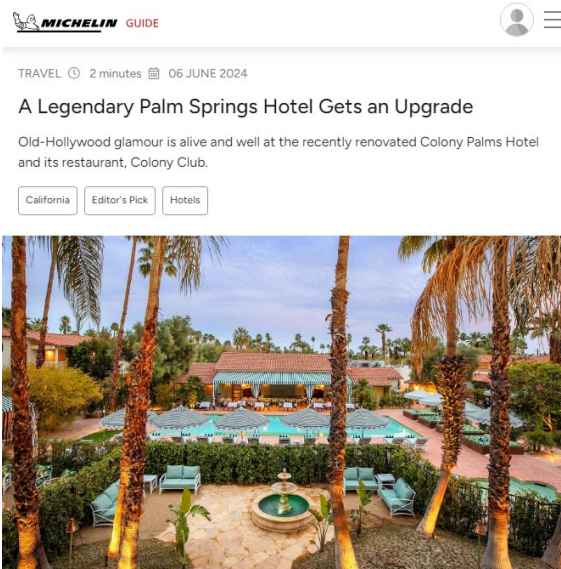 MICHELIN GUIDE
TRAVEL 2 minutes 06 JUNE 2024
A Legendary Palm Springs Hotel Gets an Upgrade
Old-Hollywood glamour is alive and well at the recently renovated Colony Palms Hotel
and its restaurant, Colony Club.
California Editor's Pick Hotels